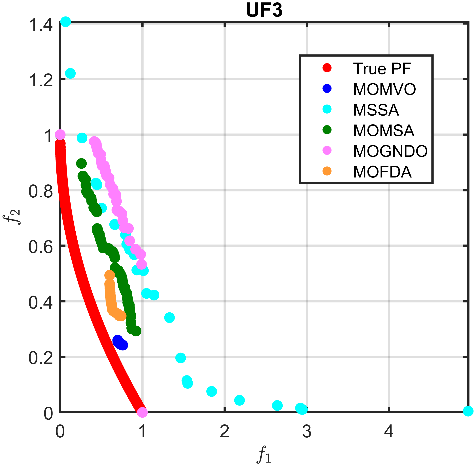 UF3
1.4
1.2
1
0.8
0.6
0.4
0.2
0
f2
True PF
MOMVO
MSSA
MOMSA
MOGNDO
MOFDA
0 1 2 3 4
f1